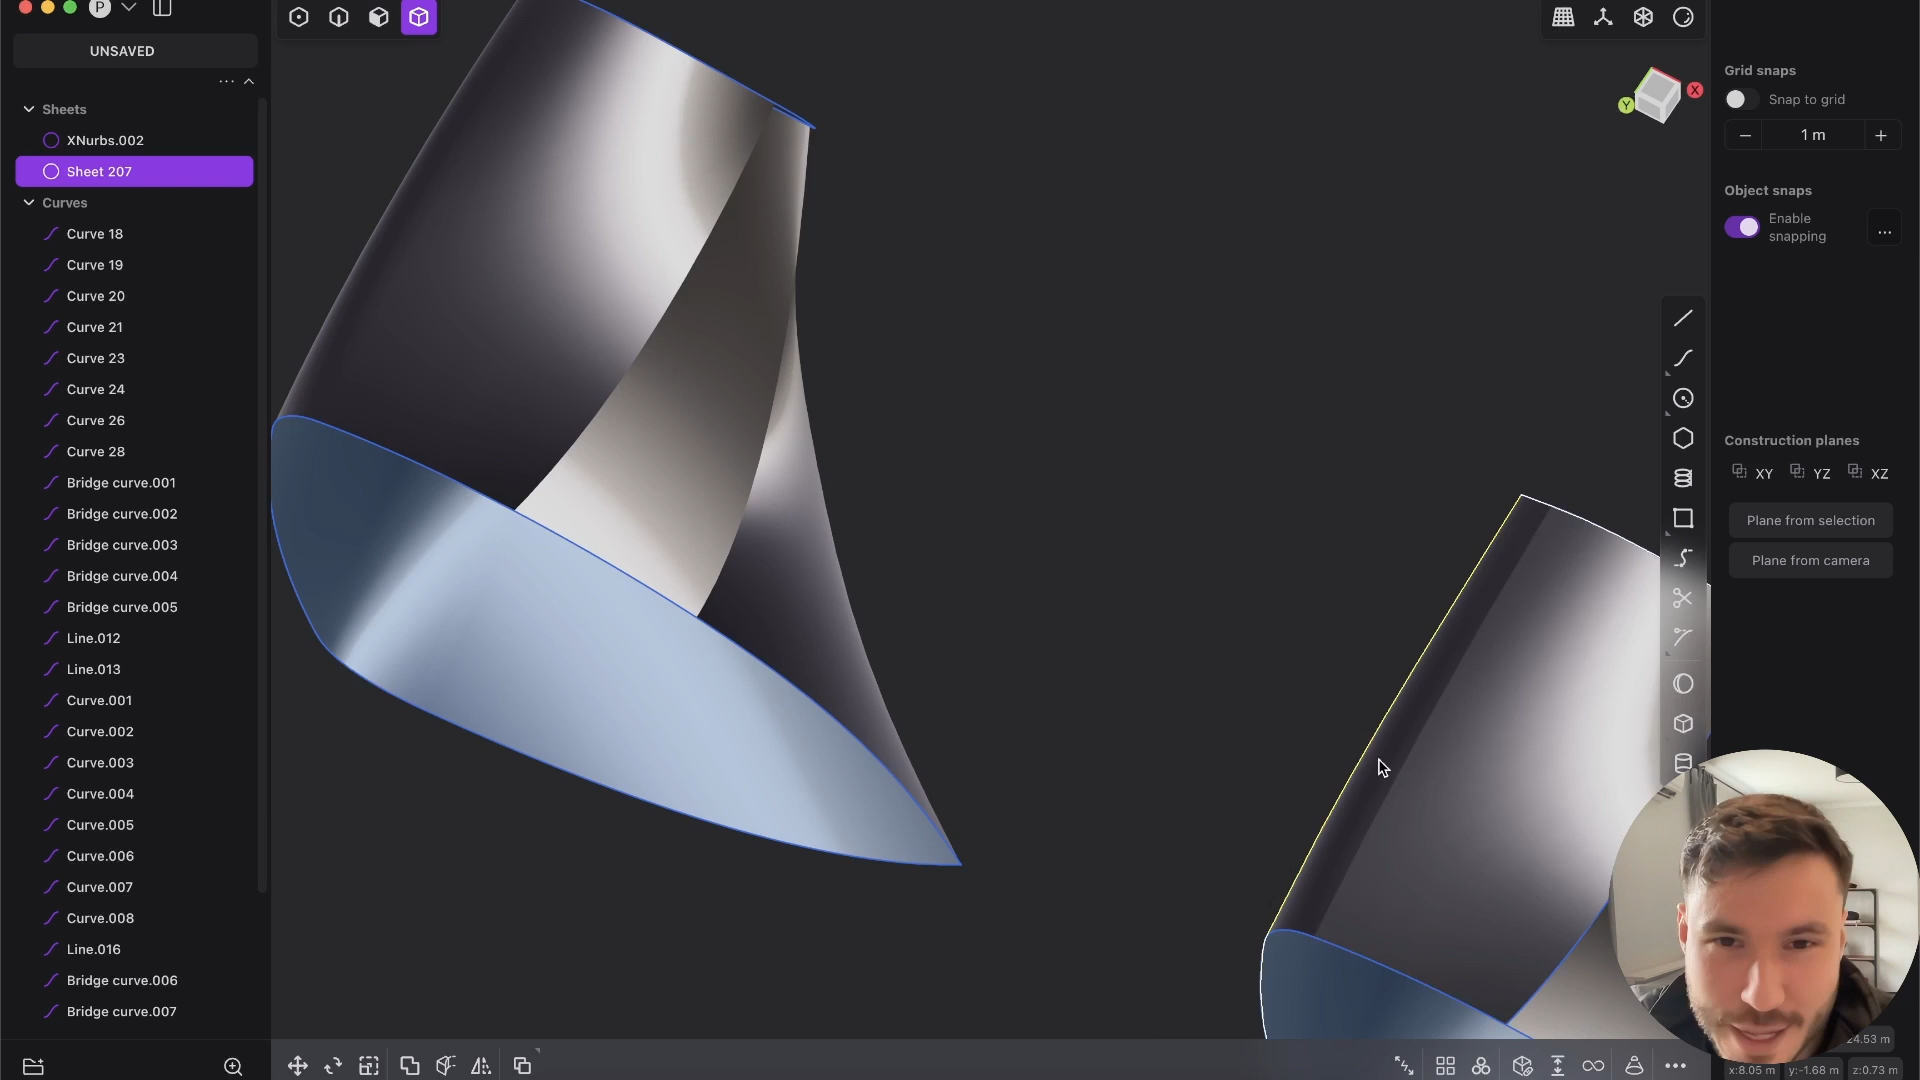 P
UNSAVED
Sheets
XNurbs.002
Sheet 207
Curves
Curve 18
Curve 19
Curve 20
Curve 21
Curve 23
Curve 24
Curve 26
Curve 28
Bridge curve.001
Bridge curve.002
Bridge curve.003
Bridge curve.004
Bridge curve.005
Line.012
Line.013
Curve.001
Curve.002
Curve.003
Curve.004
Curve.005
Curve.006
Curve.007
Curve.008
Line.016
Bridge curve.006
Bridge curve.007
X
Y
Grid snaps
Snap to grid
− 1 m +
Object snaps
Enable
snapping
...
Construction planes
XY YZ XZ
Plane from selection
Plane from camera
24.53 m
x:8.05 m y:-1.68 m z:0.73 m